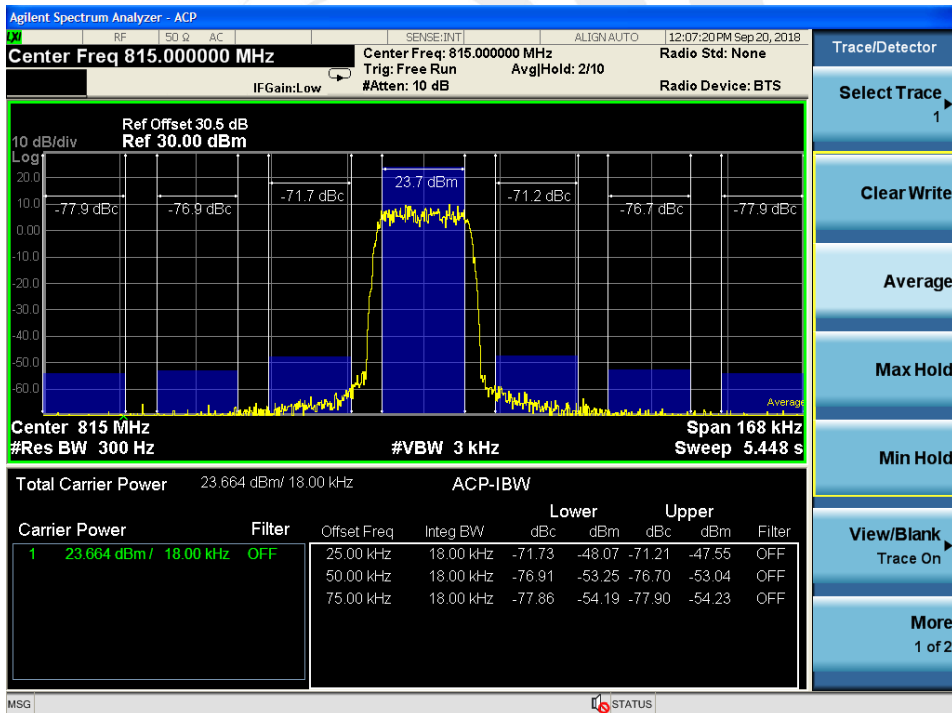 Agilent Spectrum Analyzer - ACP
LXI RF 50 Ω AC SENSE:INT ALIGN AUTO 12:07:20 PM Sep 20, 2018
Center Freq 815.000000 MHz
Center Freq: 815.000000 MHz Radio Std: None
Trig: Free Run Avg|Hold: 2/10
IFGain:Low #Atten: 10 dB Radio Device: BTS
Trace/Detector
Select Trace
1
Clear Write
Average
Max Hold
Min Hold
View/Blank
Trace On
More
1 of 2
Ref Offset 30.5 dB
10 dB/div Ref 30.00 dBm
Log
20.0
10.0
0.00
-10.0
-20.0
-30.0
-40.0
-50.0
-60.0
-77.9 dBc -76.9 dBc -71.7 dBc 23.7 dBm -71.2 dBc -76.7 dBc -77.9 dBc
Average
Center 815 MHz Span 168 kHz
#Res BW 300 Hz #VBW 3 kHz Sweep 5.448 s
Total Carrier Power 23.664 dBm/ 18.00 kHz ACP-IBW
Lower Upper
Carrier Power Filter Offset Freq Integ BW dBc dBm dBc dBm Filter
1 23.664 dBm / 18.00 kHz OFF 25.00 kHz 18.00 kHz -71.73 -48.07 -71.21 -47.55 OFF
50.00 kHz 18.00 kHz -76.91 -53.25 -76.70 -53.04 OFF
75.00 kHz 18.00 kHz -77.86 -54.19 -77.90 -54.23 OFF
MSG STATUS